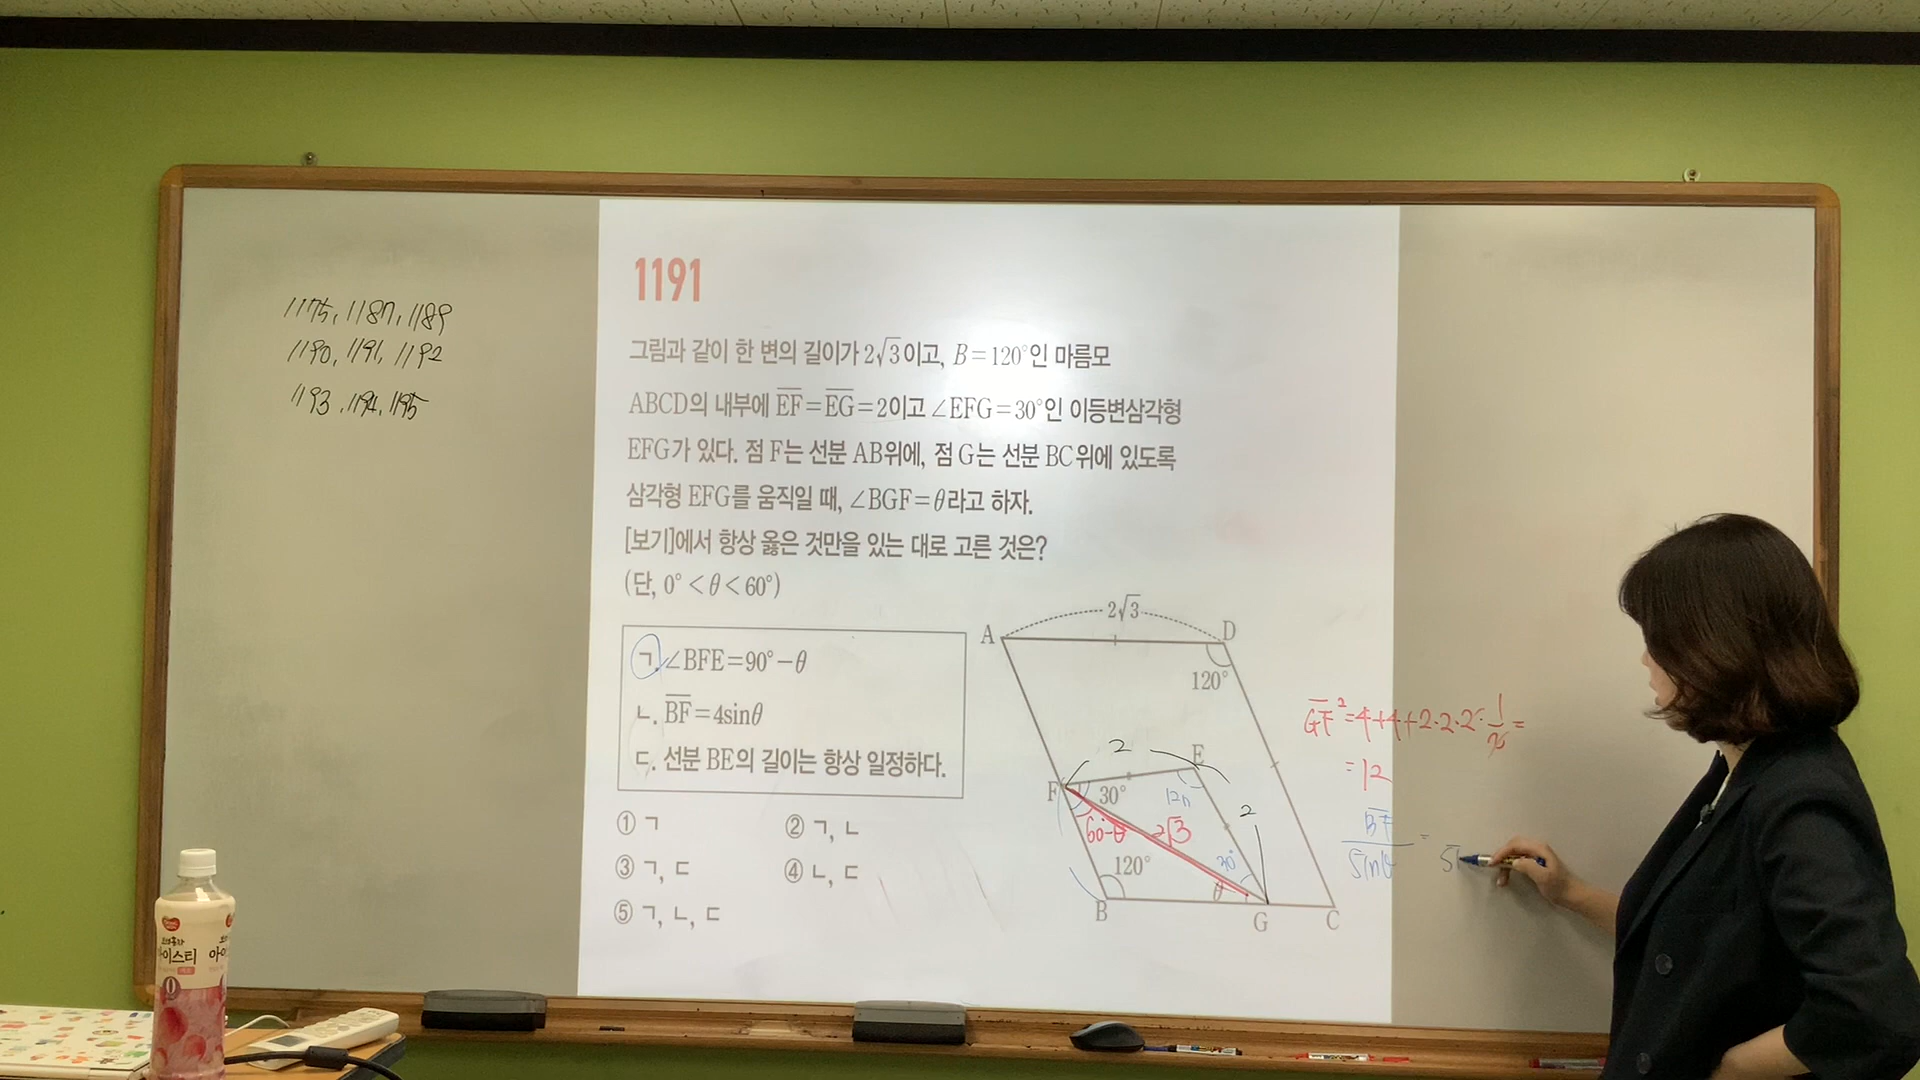 1175, 1187, 1189
1190, 1191, 1192
1193, 1194, 1195
1191
그림과 같이 한 변의 길이가 2√3이고, B=120°인 마름모
ABCD의 내부에 EF=EG=2이고 ∠EFG=30°인 이등변삼각형
EFG가 있다. 점 F는 선분 AB위에, 점 G는 선분 BC위에 있도록
삼각형 EFG를 움직일 때, ∠BGF=θ라고 하자.
[보기]에서 항상 옳은 것만을 있는 대로 고른 것은?
(단, 0°<θ<60°)
ㄱ. ∠BFE=90°-θ
ㄴ. BF=4sinθ
ㄷ. 선분 BE의 길이는 항상 일정하다.
① ㄱ ② ㄱ, ㄴ
③ ㄱ, ㄷ ④ ㄴ, ㄷ
⑤ ㄱ, ㄴ, ㄷ
2√3
A D
120°
2 E
F 30° 120
2
60°-θ 2√3
120° 30°
θ
B G C
GF²=4+4+2·2·2·1/2=
=12
BF/sinθ =
아이스티